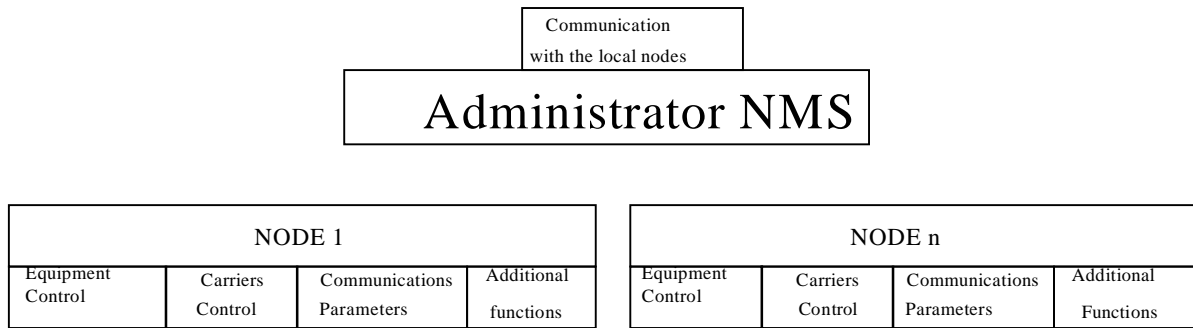 Communication
with the local nodes
Administrator NMS
NODE 1
Equipment
Control
Carriers
Control
Communications
Parameters
Additional
functions
NODE n
Equipment
Control
Carriers
Control
Communications
Parameters
Additional
Functions